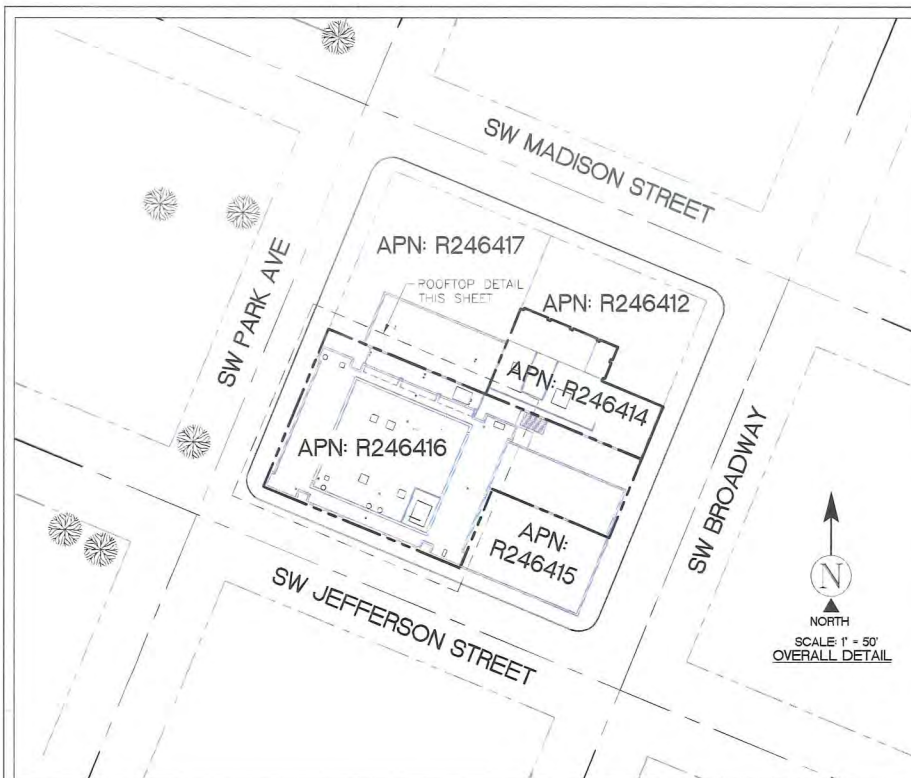 SW MADISON STREET
APN: R246417
ROOFTOP DETAIL
THIS SHEET
APN: R246412
SW PARK AVE
APN: R246414
APN: R246416
SW BROADWAY
APN:
R246415
SW JEFFERSON STREET
N
NORTH
SCALE: 1" = 50'
OVERALL DETAIL